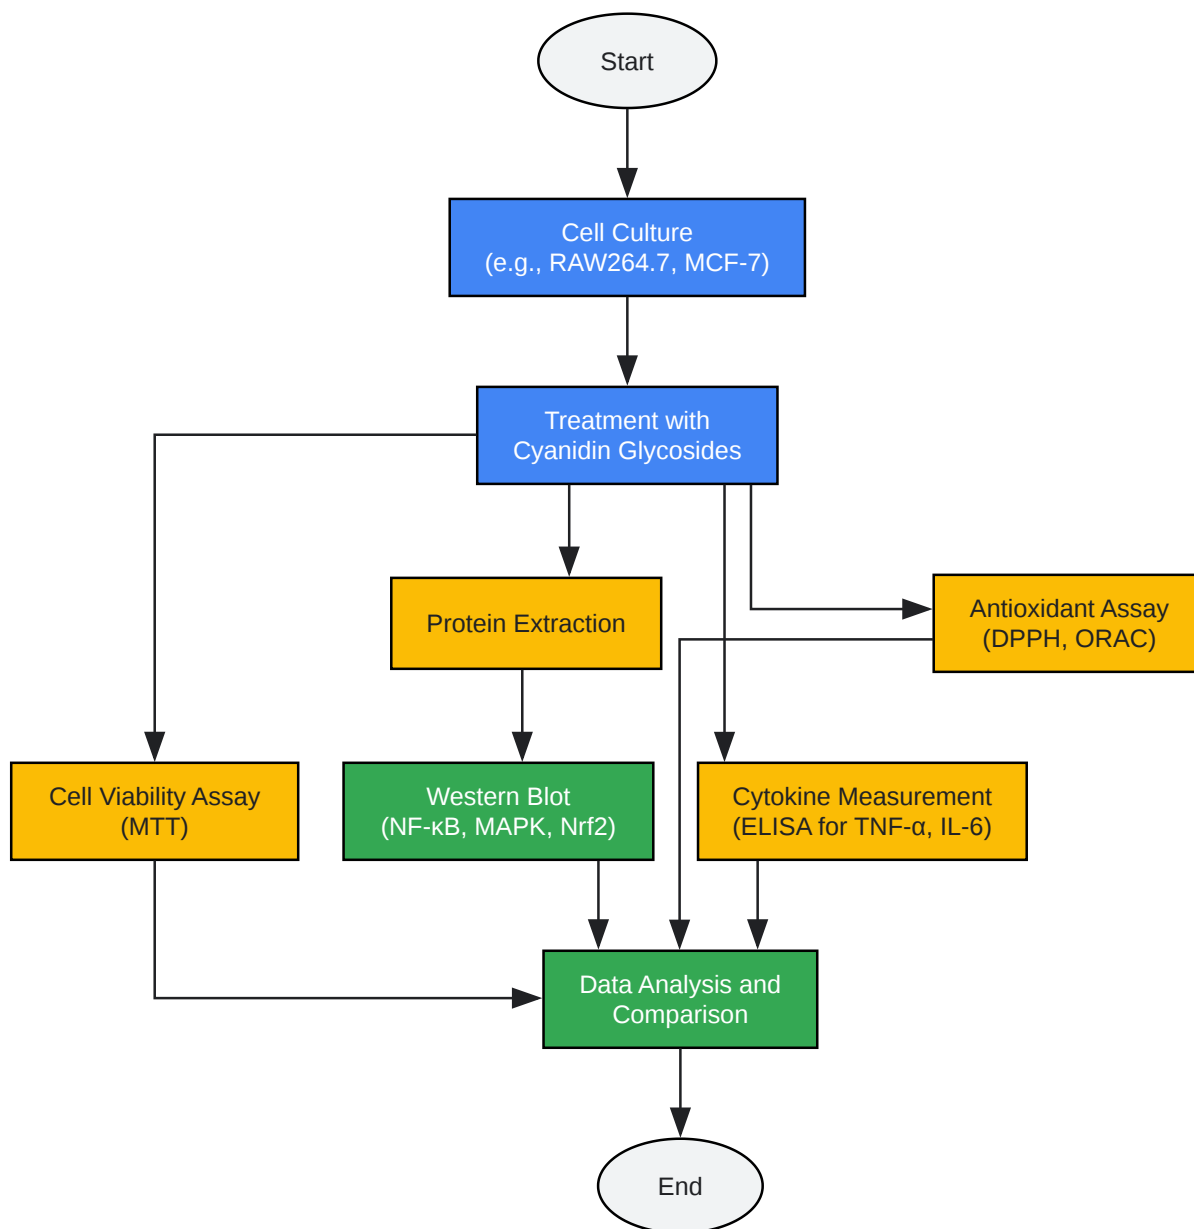 Start
Cell Culture
(e.g., RAW264.7, MCF-7)
Treatment with
Cyanidin Glycosides
Protein Extraction
Antioxidant Assay
(DPPH, ORAC)
Cell Viability Assay
(MTT)
Western Blot
(NF-κB, MAPK, Nrf2)
Cytokine Measurement
(ELISA for TNF-α, IL-6)
Data Analysis and
Comparison
End